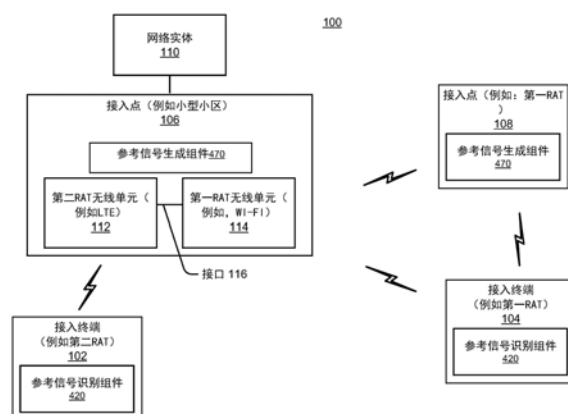 100
网络实体
110
接入点（例如小型小区）
106
参考信号生成组件470
第二RAT无线单元（
例如LTE）
112
第一RAT无线单元（
例如，WI-FI）
114
接口 116
接入点（例如：第一RAT
）
108
参考信号生成组件
470
接入终端
（例如第二RAT）
102
参考信号识别组件
420
接入终端
（例如第一RAT）
104
参考信号识别组件
420